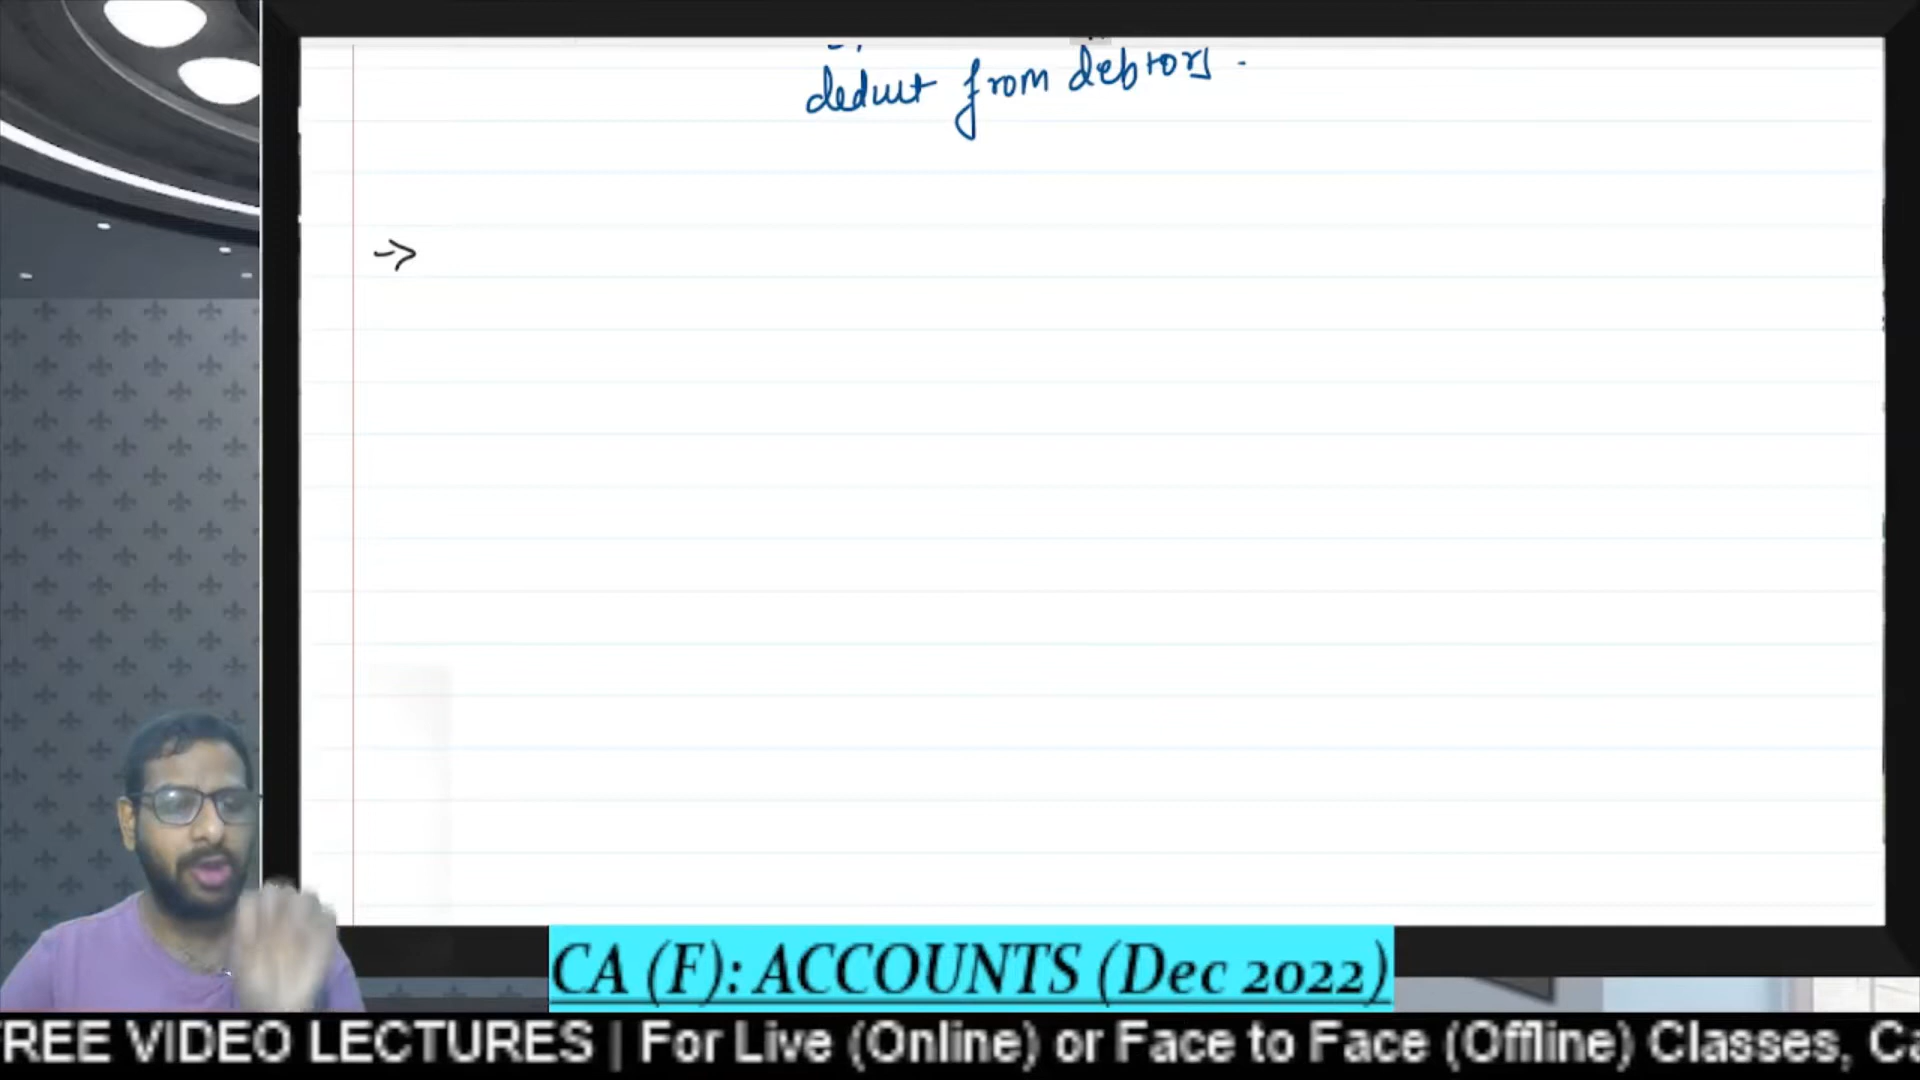 deduct from debtors.
->
CA (F): ACCOUNTS (Dec 2022)
FREE VIDEO LECTURES | For Live (Online) or Face to Face (Offline) Classes, Ca